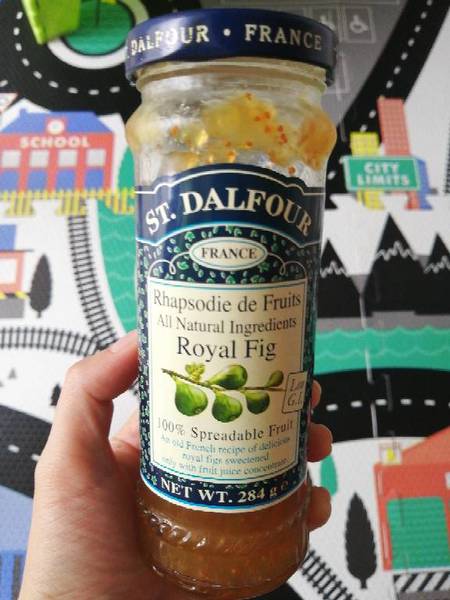 ST. DALFOUR • FRANCE
SCHOOL
CITY
LIMITS
ST. DALFOUR
FRANCE
Rhapsodie de Fruits
All Natural Ingredients
Royal Fig
Low
G.I.
100% Spreadable Fruit
An old French recipe of delicious
royal figs sweetened
only with fruit juice concentrate
NET WT. 284 g e